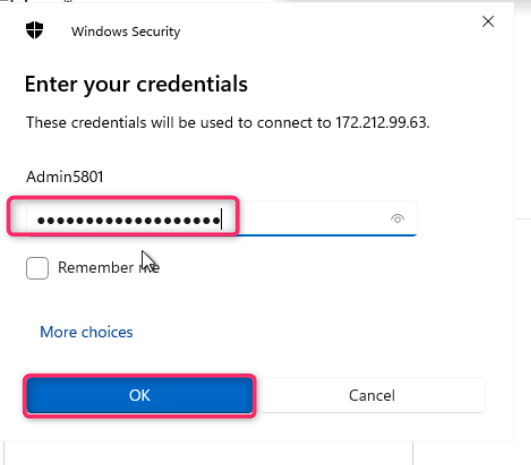 Windows Security
Enter your credentials
These credentials will be used to connect to 172.212.99.63.
Admin5801
●●●●●●●●●●●●●●●●●●●
Remember me
More choices
OK
Cancel